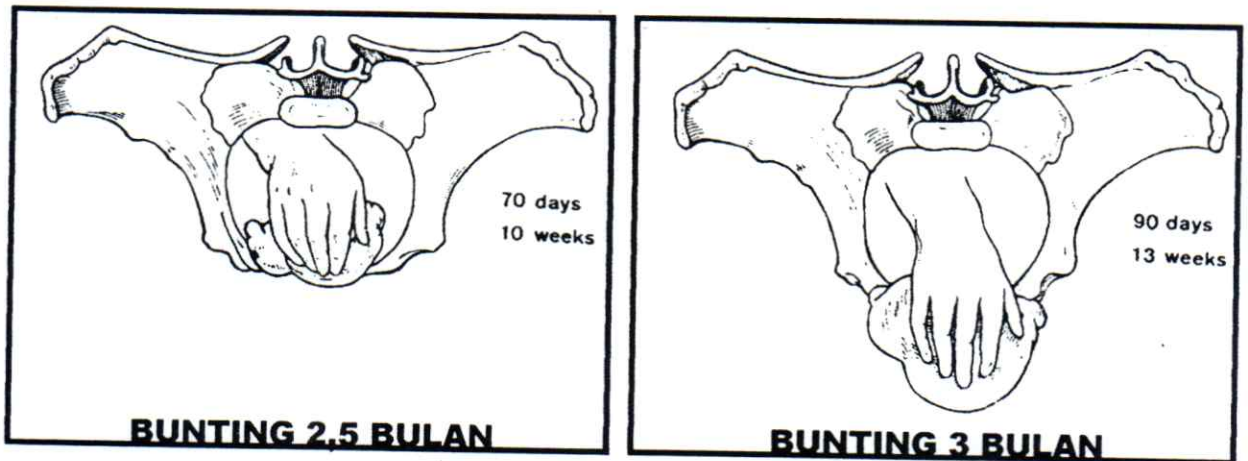 70 days
10 weeks
BUNTING 2,5 BULAN
90 days
13 weeks
BUNTING 3 BULAN